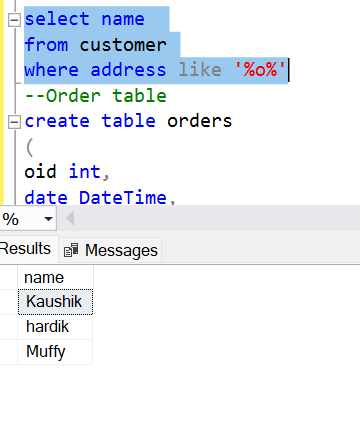 select name
from customer
where address like '%o%'
--Order table
create table orders
(
oid int,
date DateTime,
%
Results Messages
name
Kaushik
hardik
Muffy